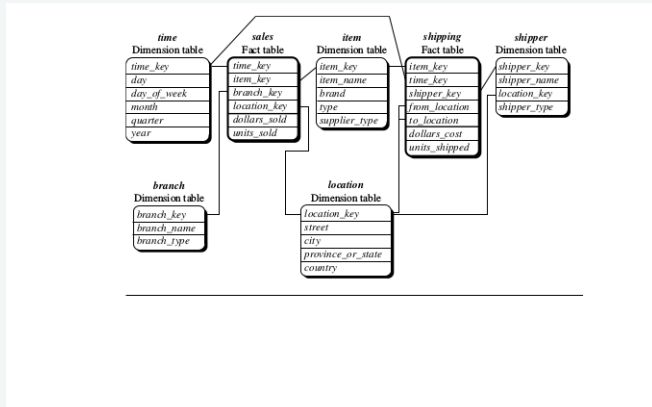 time
Dimension table
time_key
day
day_of_week
month
quarter
year
sales
Fact table
time_key
item_key
branch_key
location_key
dollars_sold
units_sold
item
Dimension table
item_key
item_name
brand
type
supplier_type
shipping
Fact table
item_key
time_key
shipper_key
from_location
to_location
dollars_cost
units_shipped
shipper
Dimension table
shipper_key
shipper_name
location_key
shipper_type
branch
Dimension table
branch_key
branch_name
branch_type
location
Dimension table
location_key
street
city
province_or_state
country